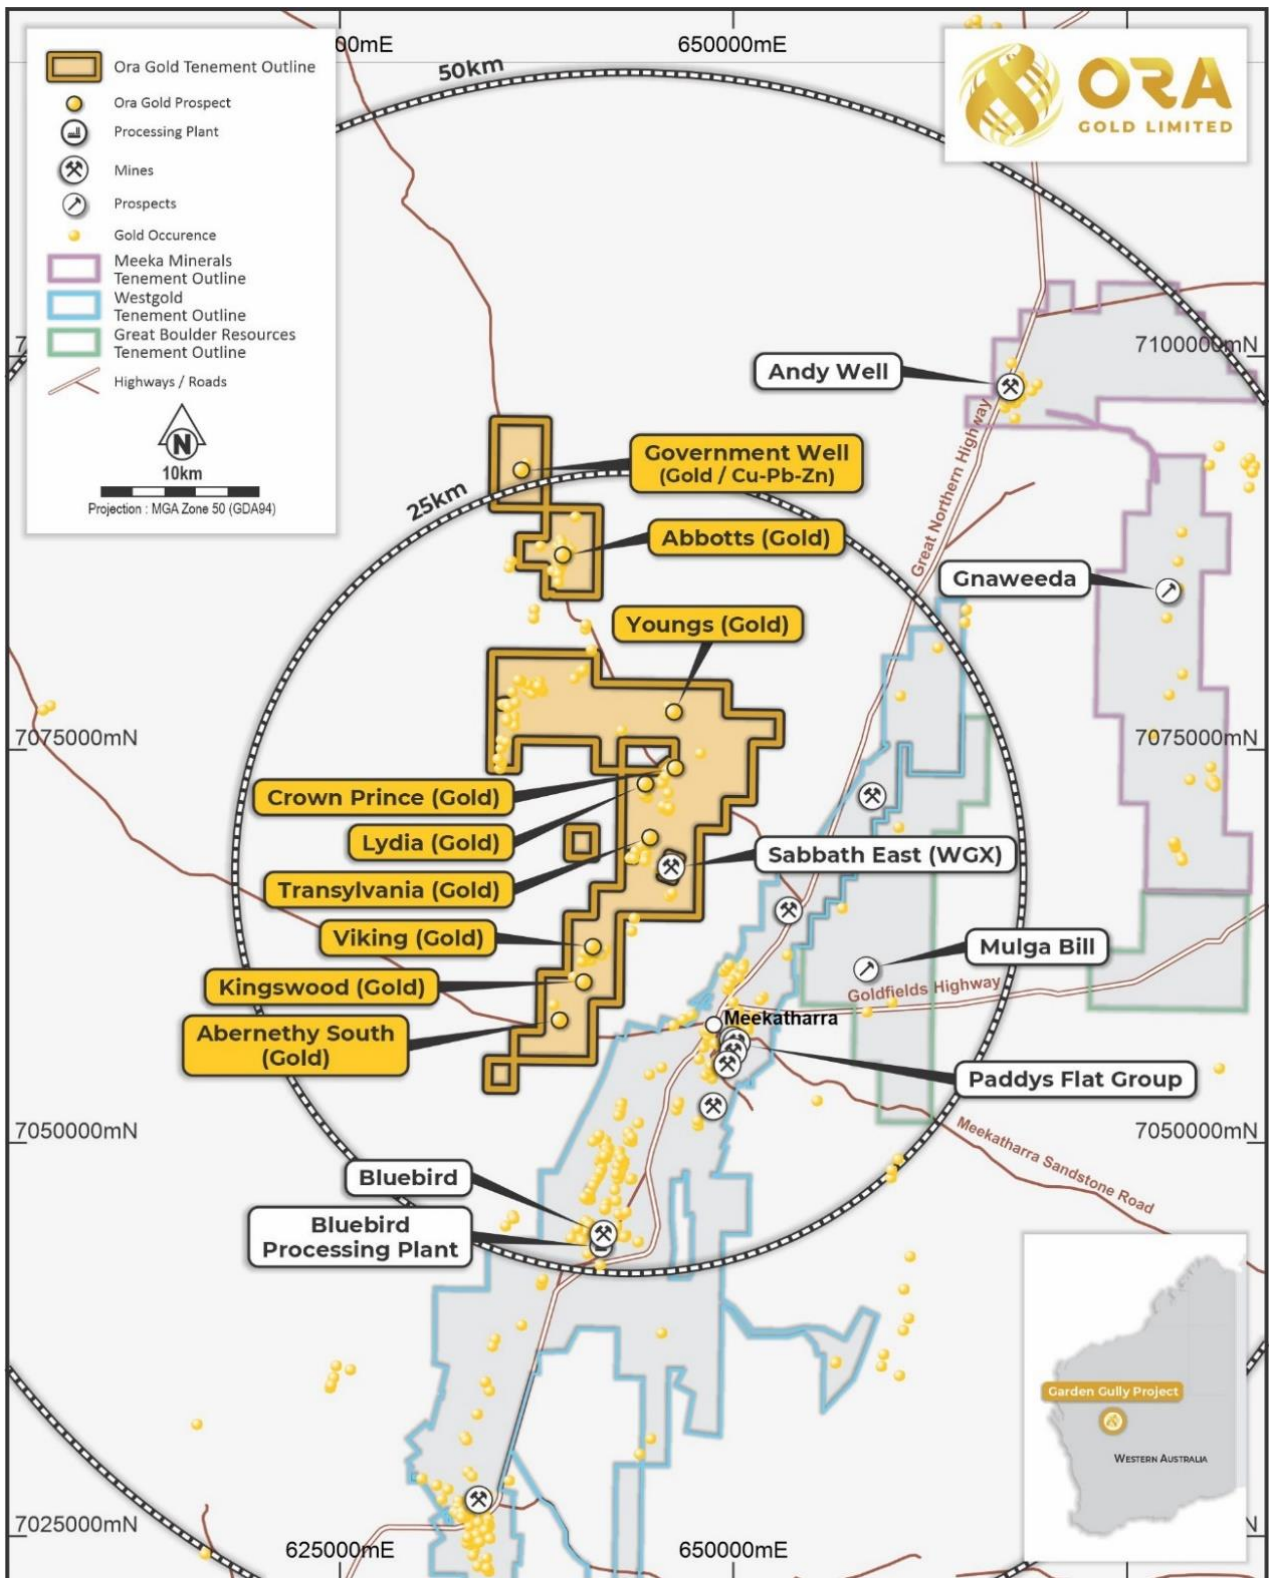 00mE
650000mE
50km
ORA
GOLD LIMITED
Ora Gold Tenement Outline
Ora Gold Prospect
Processing Plant
Mines
Prospects
Gold Occurence
Meeka Minerals
Tenement Outline
Westgold
Tenement Outline
Great Boulder Resources
Tenement Outline
Highways / Roads
N
10km
Projection : MGA Zone 50 (GDA94)
7
7100000mN
Andy Well
Great Northern Highway
Government Well
(Gold / Cu-Pb-Zn)
25km
Abbotts (Gold)
Gnaweeda
Youngs (Gold)
7075000mN
7075000mN
Crown Prince (Gold)
Lydia (Gold)
Sabbath East (WGX)
Transylvania (Gold)
Viking (Gold)
Mulga Bill
Kingswood (Gold)
Goldfields Highway
Meekatharra
Abernethy South
(Gold)
Paddys Flat Group
7050000mN
7050000mN
Meekatharra Sandstone Road
Bluebird
Bluebird
Processing Plant
Garden Gully Project
WESTERN AUSTRALIA
7025000mN
N
625000mE
650000mE